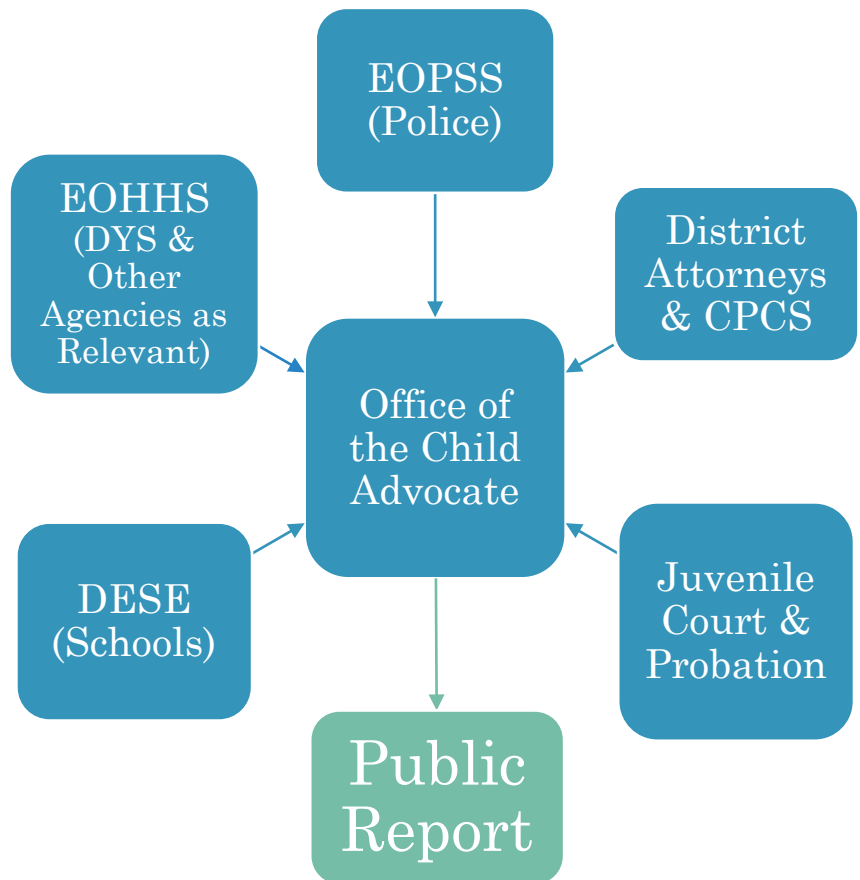 EOPSS
(Police)
EOHHS
(DYS &
Other
Agencies as
Relevant)
District
Attorneys
& CPCS
Office of
the Child
Advocate
DESE
(Schools)
Juvenile
Court &
Probation
Public
Report